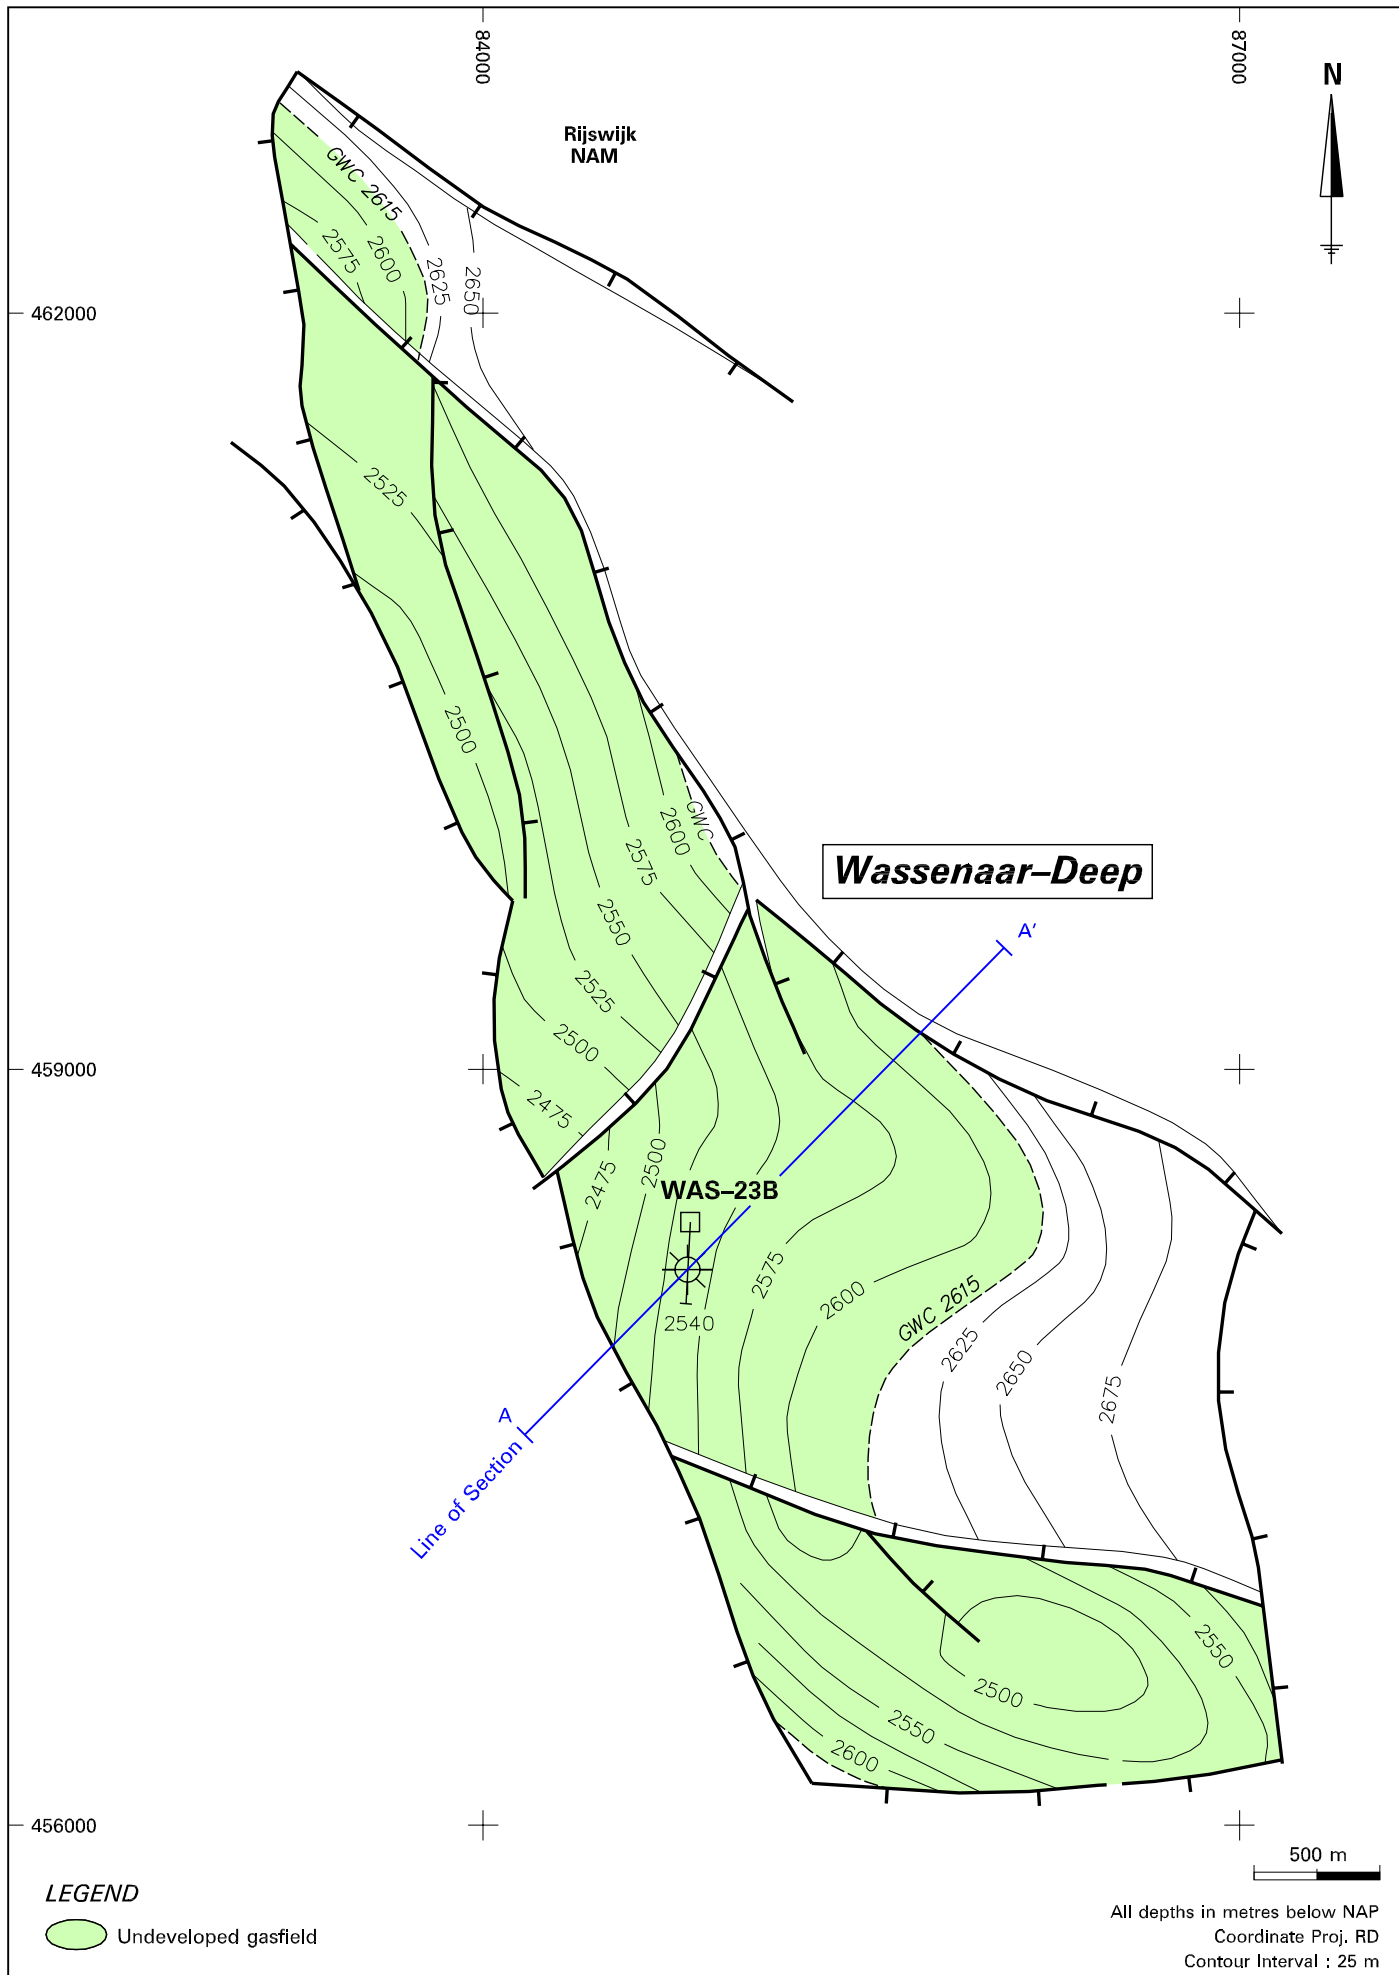 84000
87000
N
Rijswijk
NAM
GWC 2615
2575
2600
2625
2650
462000
2525
2500
GWC
2600
2575
Wassenaar–Deep
2550
A'
2525
2500
459000
2475
2475
2500
WAS–23B
2575
2600
GWC 2615
2540
2625
2650
2675
A
Line of Section
2550
2500
2550
2600
456000
500 m
LEGEND
Undeveloped gasfield
All depths in metres below NAP
Coordinate Proj. RD
Contour Interval : 25 m